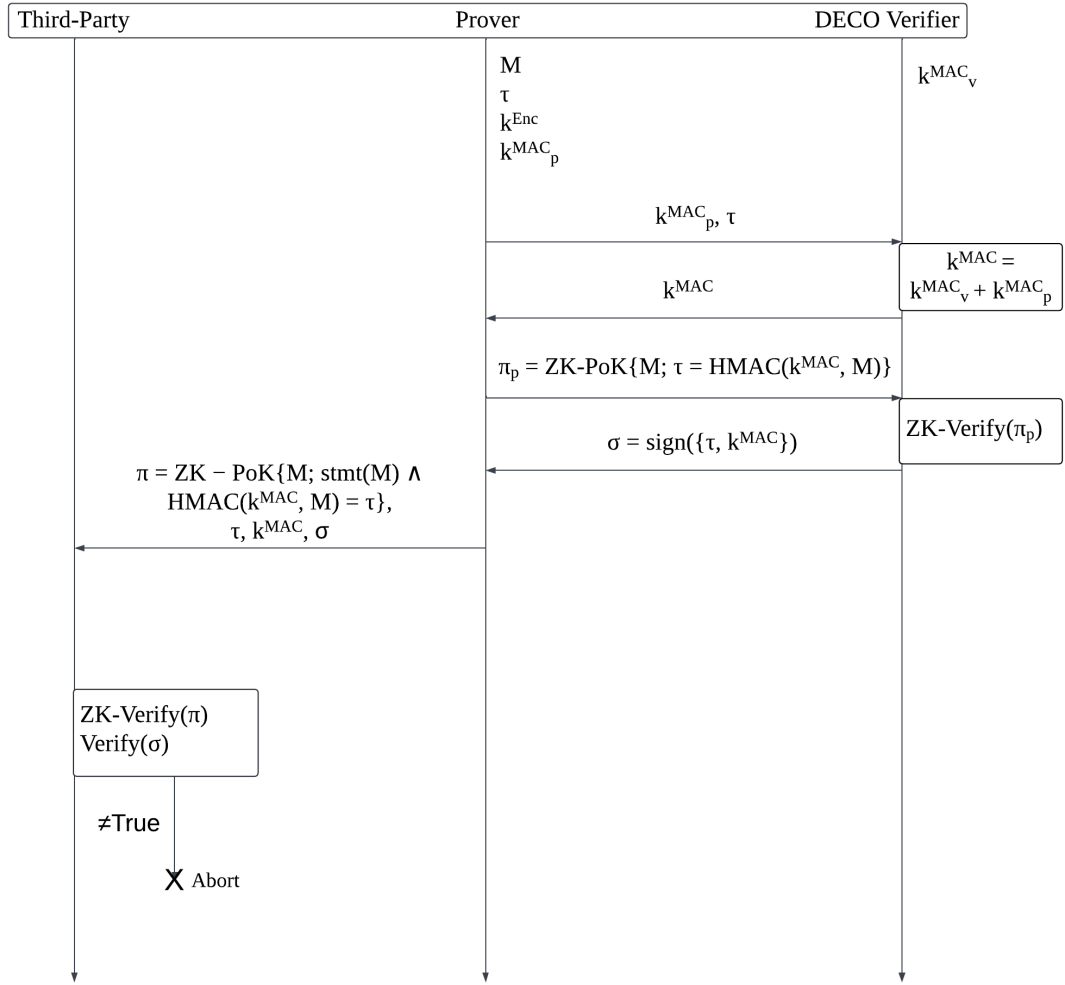 Third-Party Prover DECO Verifier
M
τ
k^Enc
k^MAC_p
k^MAC_v
k^MAC_p, τ
k^MAC =
k^MAC_v + k^MAC_p
k^MAC
π_p = ZK-PoK{M; τ = HMAC(k^MAC, M)}
ZK-Verify(π_p)
σ = sign({τ, k^MAC})
π = ZK − PoK{M; stmt(M) ∧
HMAC(k^MAC, M) = τ},
τ, k^MAC, σ
ZK-Verify(π)
Verify(σ)
≠True
X Abort